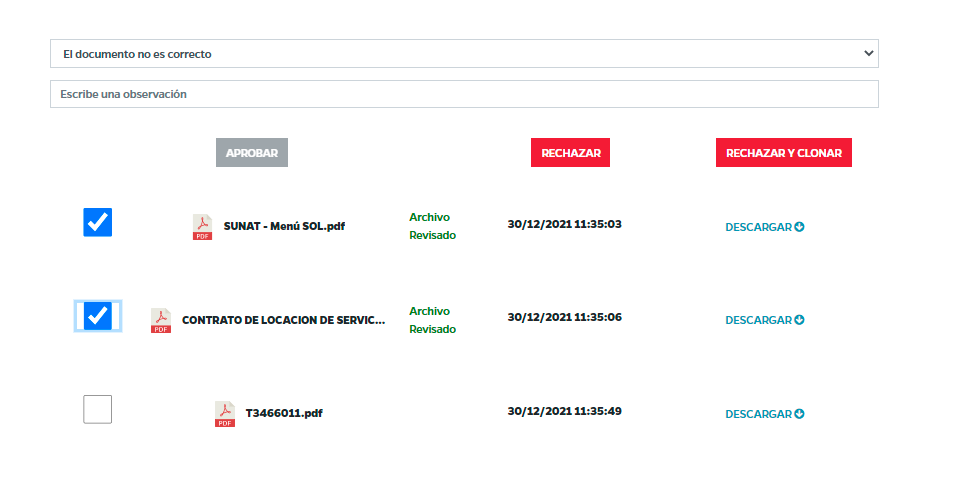 El documento no es correcto
Escribe una observación
APROBAR
RECHAZAR
RECHAZAR Y CLONAR
PDF
SUNAT - Menú SOL.pdf
Archivo
Revisado
30/12/2021 11:35:03
DESCARGAR
PDF
CONTRATO DE LOCACION DE SERVIC...
Archivo
Revisado
30/12/2021 11:35:06
DESCARGAR
PDF
T3466011.pdf
30/12/2021 11:35:49
DESCARGAR